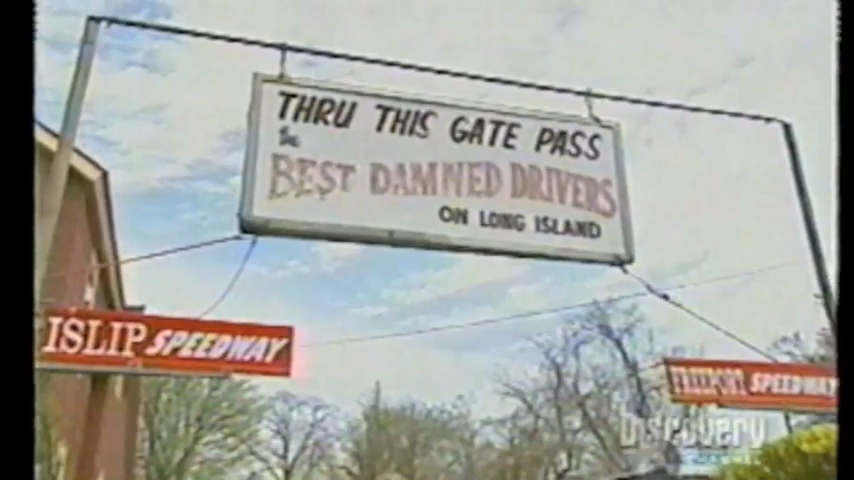 THRU THIS GATE PASS
the
BEST DAMNED DRIVERS
ON LONG ISLAND
ISLIP SPEEDWAY
FREEPORT SPEEDWAY
Discovery